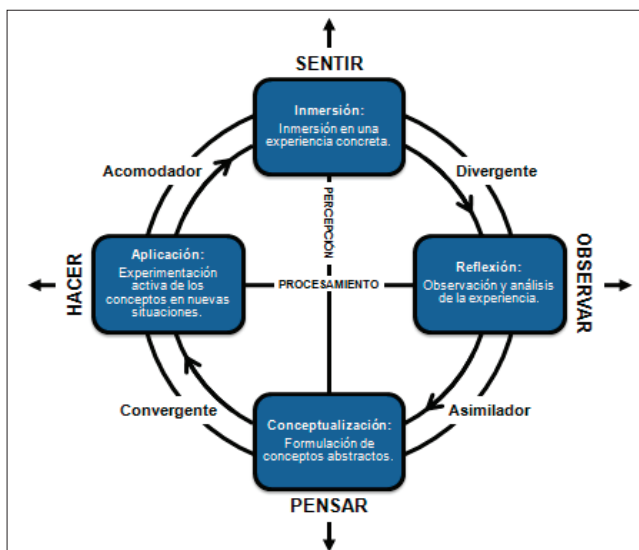 SENTIR
Inmersión:
Inmersión en una
experiencia concreta.
Acomodador
Divergente
PERCEPCIÓN
HACER
Aplicación:
Experimentación
activa de los
conceptos en nuevas
situaciones.
PROCESAMIENTO
Reflexión:
Observación y análisis
de la experiencia.
OBSERVAR
Convergente
Asimilador
Conceptualización:
Formulación de
conceptos abstractos.
PENSAR